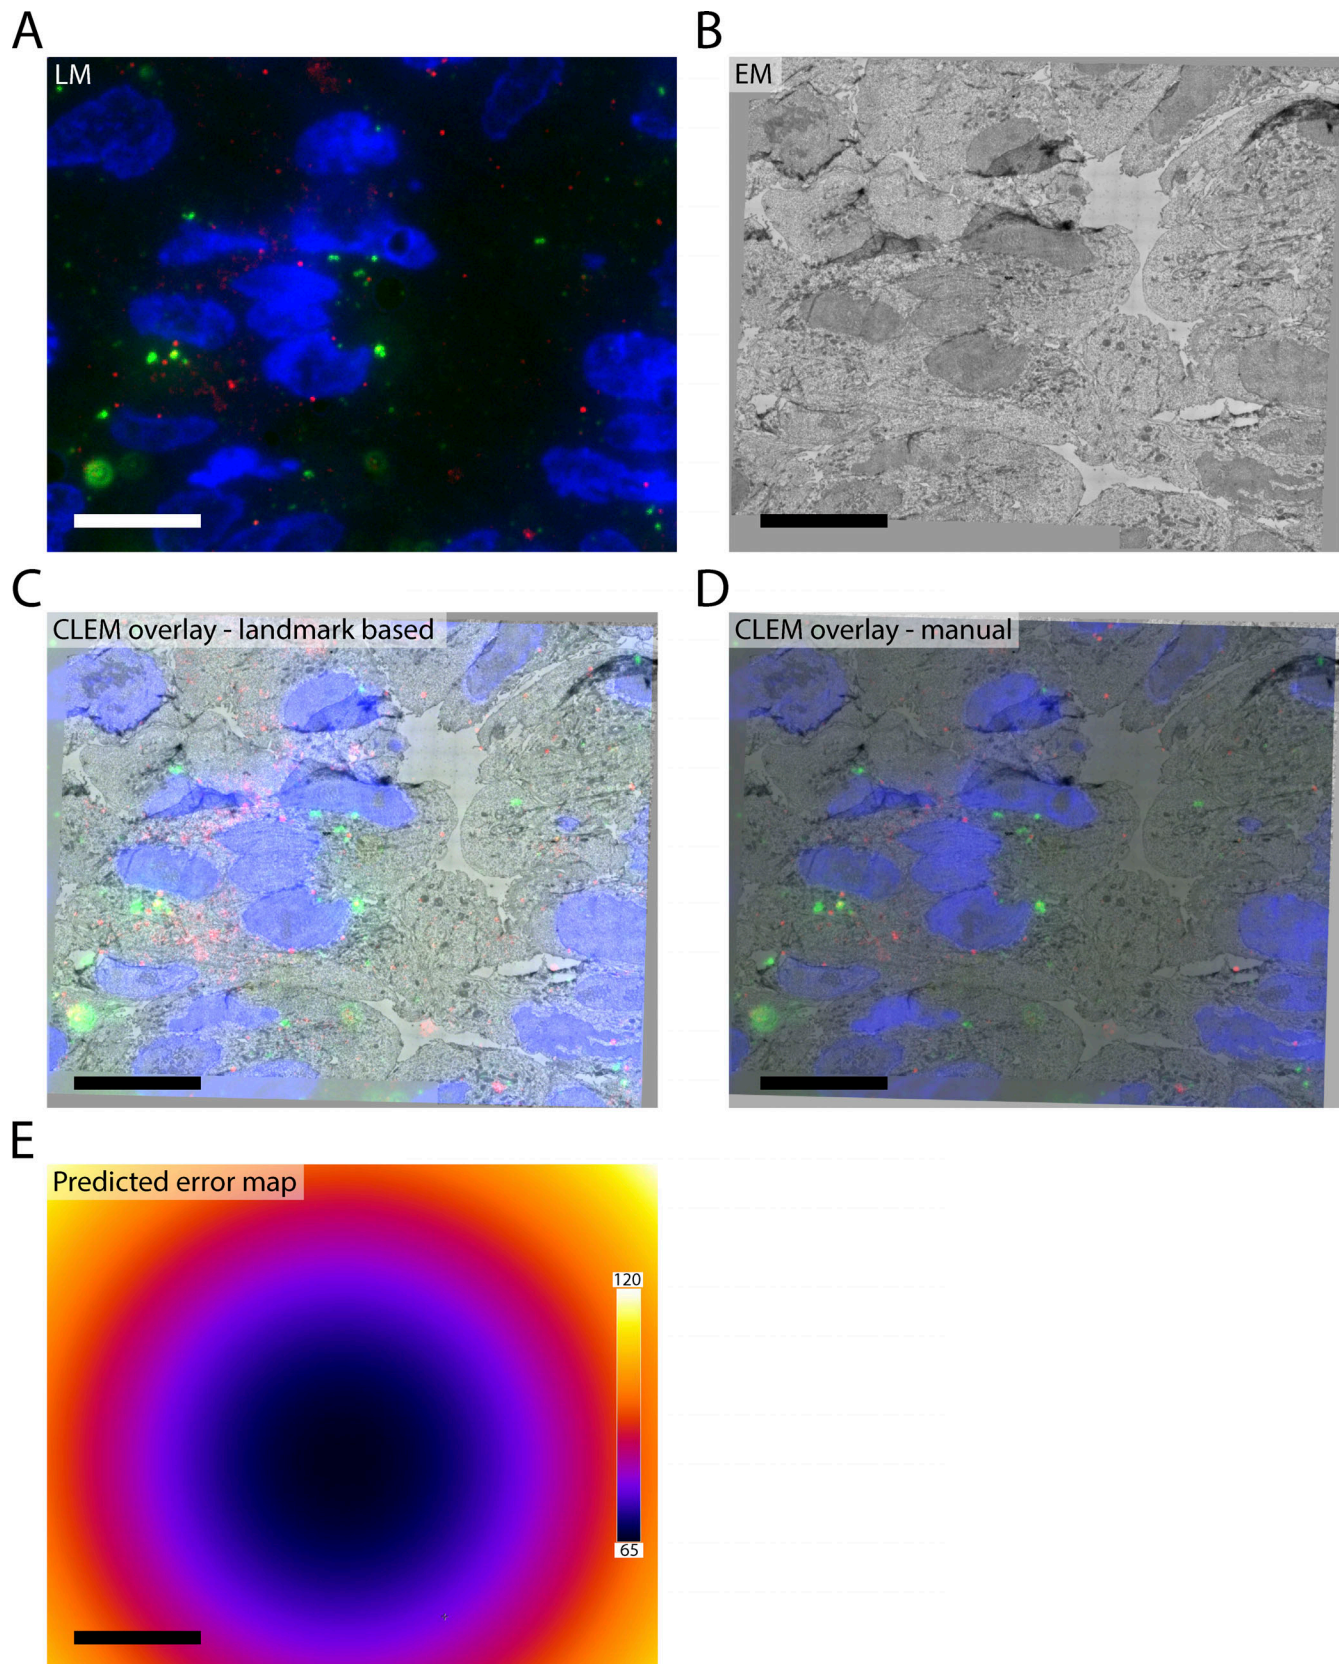 A
LM
B
EM
C
CLEM overlay - landmark based
D
CLEM overlay - manual
E
Predicted error map
120
65